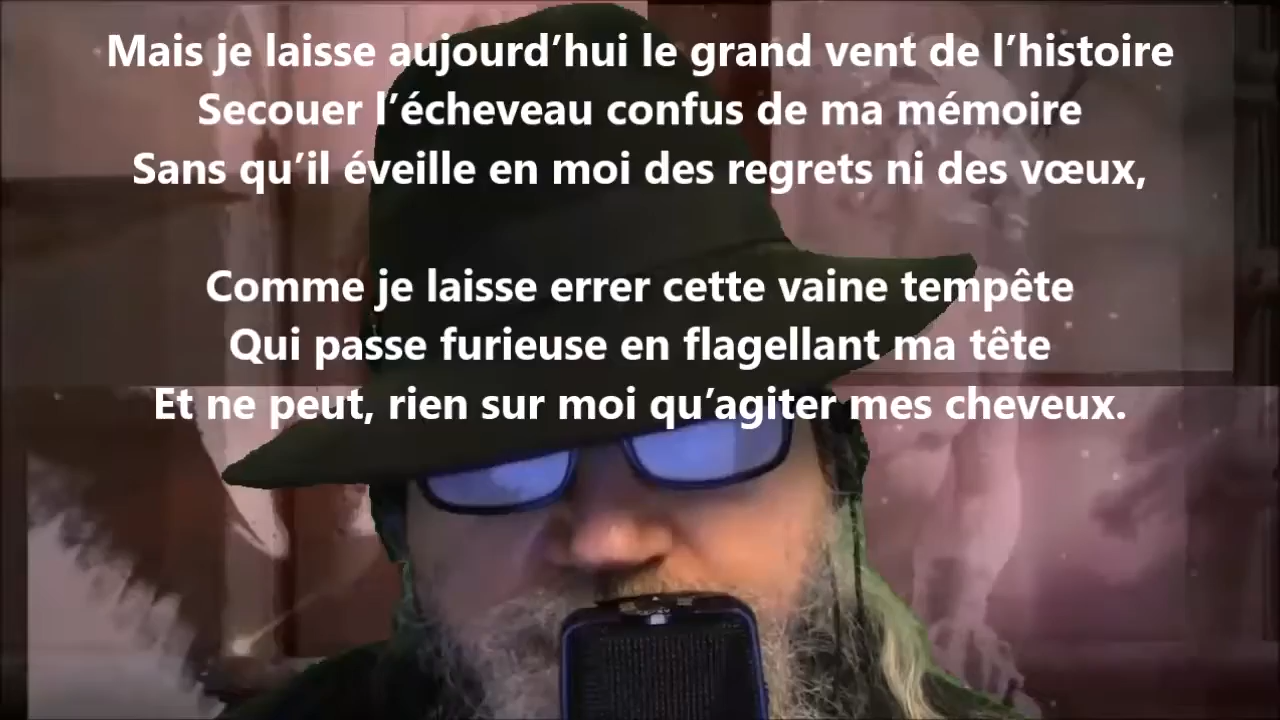 Mais je laisse aujourd’hui le grand vent de l’histoire
Secouer l’écheveau confus de ma mémoire
Sans qu’il éveille en moi des regrets ni des vœux,
Comme je laisse errer cette vaine tempête
Qui passe furieuse en flagellant ma tête
Et ne peut, rien sur moi qu’agiter mes cheveux.